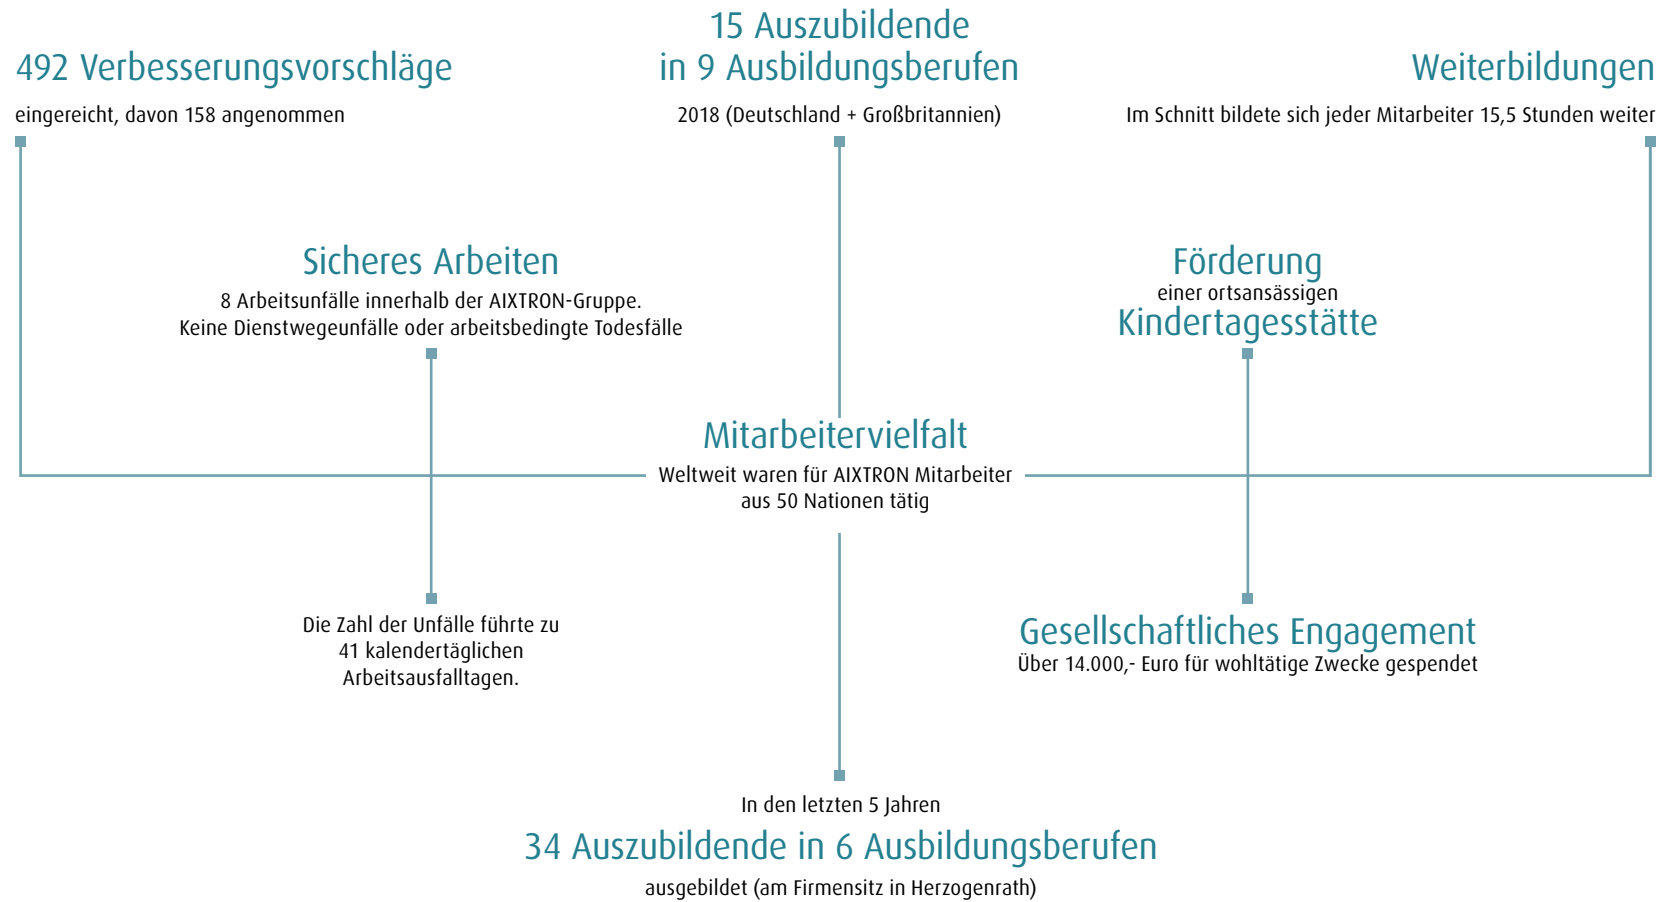 492 Verbesserungsvorschläge
eingereicht, davon 158 angenommen
15 Auszubildende
in 9 Ausbildungsberufen
2018 (Deutschland + Großbritannien)
Weiterbildungen
Im Schnitt bildete sich jeder Mitarbeiter 15,5 Stunden weiter
Sicheres Arbeiten
8 Arbeitsunfälle innerhalb der AIXTRON-Gruppe.
Keine Dienstwegeunfälle oder arbeitsbedingte Todesfälle
Förderung
einer ortsansässigen
Kindertagesstätte
Mitarbeitervielfalt
Weltweit waren für AIXTRON Mitarbeiter
aus 50 Nationen tätig
Die Zahl der Unfälle führte zu
41 kalendertäglichen
Arbeitsausfalltagen.
Gesellschaftliches Engagement
Über 14.000,- Euro für wohltätige Zwecke gespendet
In den letzten 5 Jahren
34 Auszubildende in 6 Ausbildungsberufen
ausgebildet (am Firmensitz in Herzogenrath)